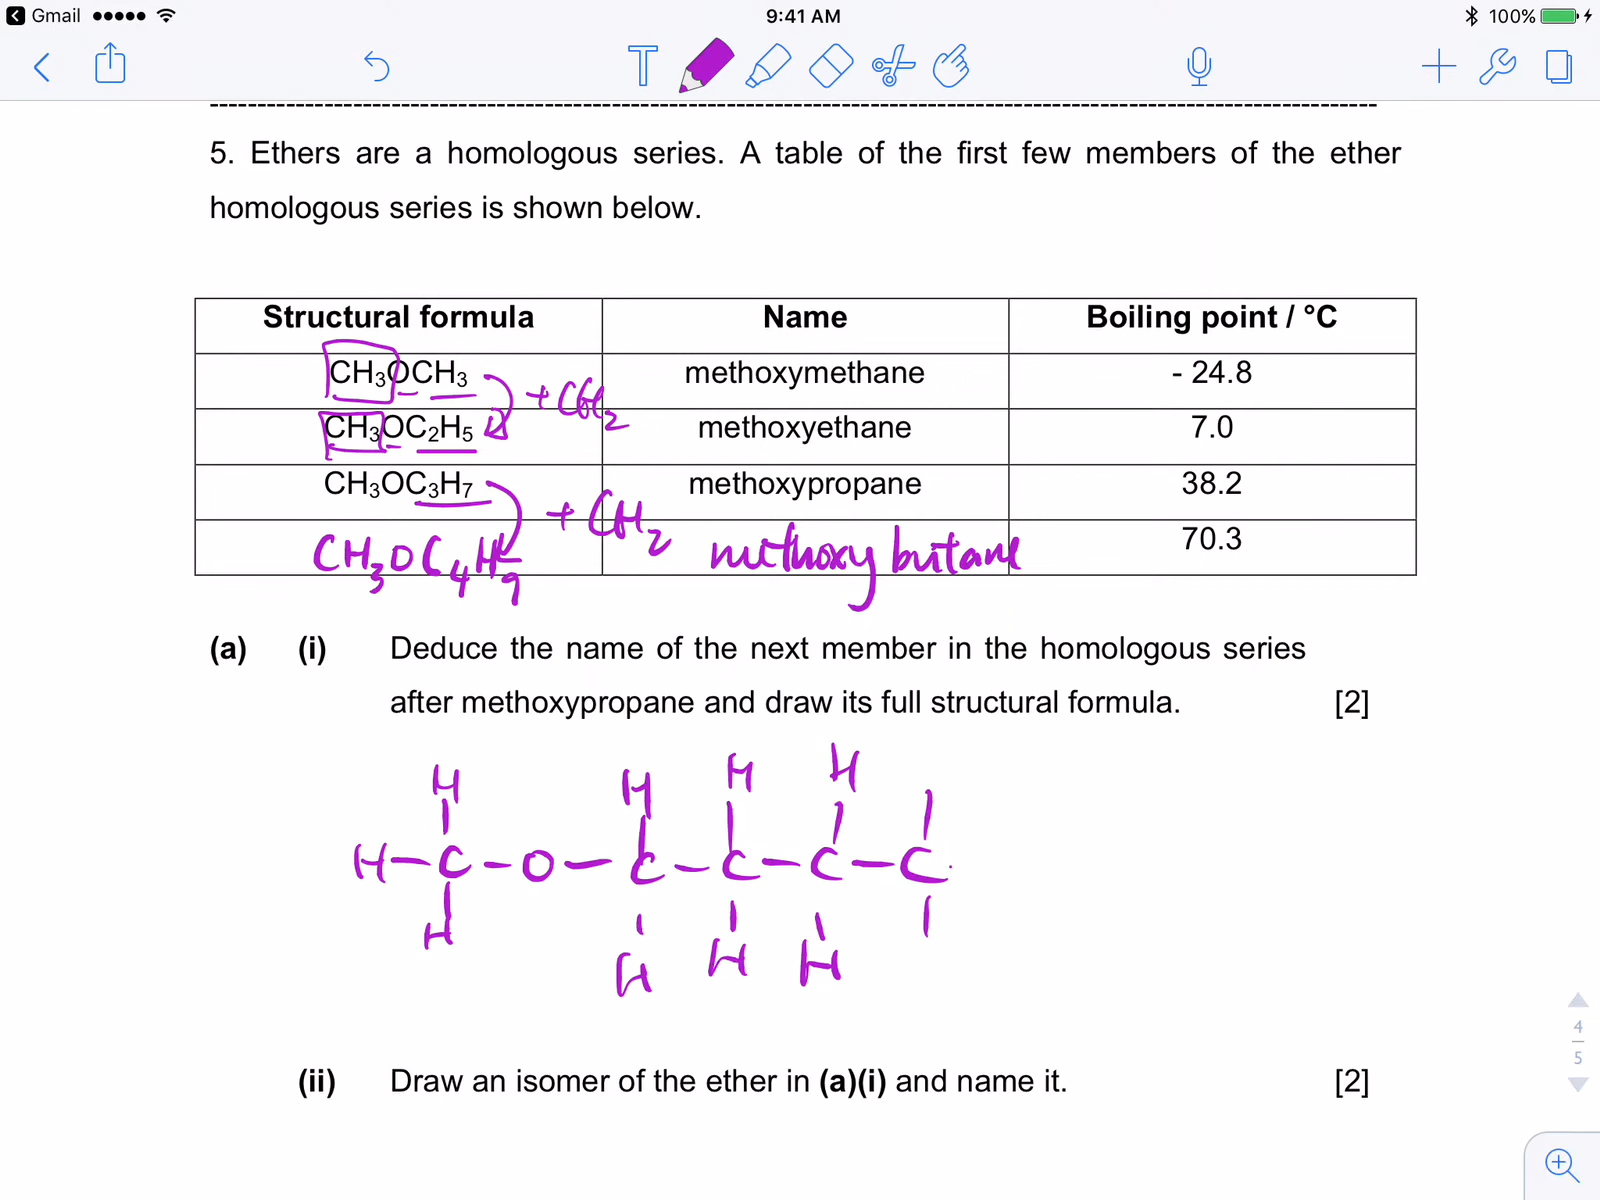 Gmail 9:41 AM 100%
5. Ethers are a homologous series. A table of the first few members of the ether
homologous series is shown below.
Structural formula Name Boiling point / °C
CH₃OCH₃ methoxymethane - 24.8
+ CH₂
CH₃OC₂H₅ methoxyethane 7.0
CH₃OC₃H₇ methoxypropane 38.2
+ CH₂
CH₃OC₄H₉ methoxy butane 70.3
(a) (i) Deduce the name of the next member in the homologous series
after methoxypropane and draw its full structural formula. [2]
H H H H
H–C–O–C–C–C–C
H H H H
(ii) Draw an isomer of the ether in (a)(i) and name it. [2]
4
5